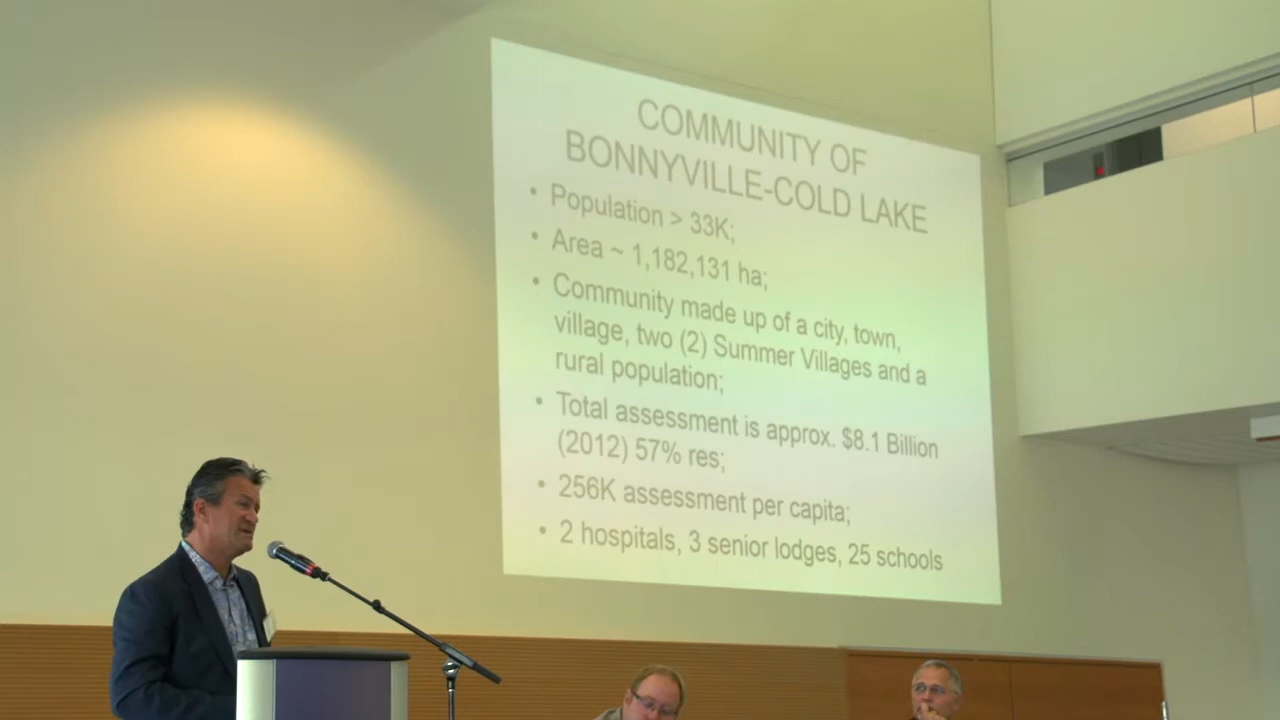 COMMUNITY OF
BONNYVILLE-COLD LAKE
• Population > 33K;
• Area ~ 1,182,131 ha;
• Community made up of a city, town,
village, two (2) Summer Villages and a
rural population;
• Total assessment is approx. $8.1 Billion
(2012) 57% res;
• 256K assessment per capita;
• 2 hospitals, 3 senior lodges, 25 schools